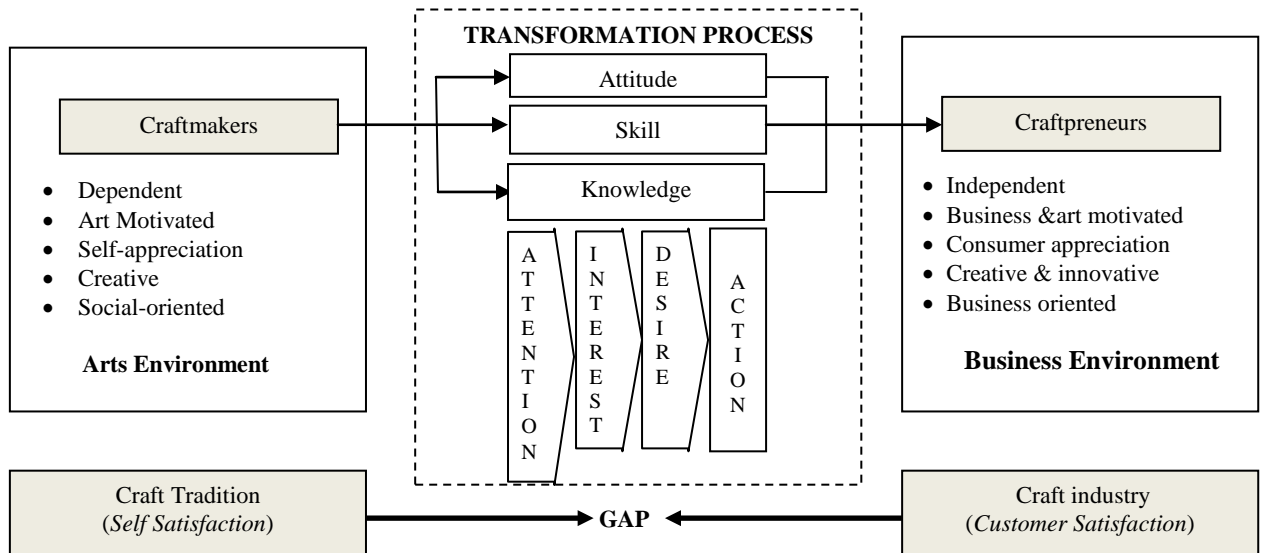 TRANSFORMATION PROCESS
Attitude
Skill
Knowledge
ATTENTION
INTEREST
DESIRE
ACTION
Craftmakers
• Dependent
• Art Motivated
• Self-appreciation
• Creative
• Social-oriented
Arts Environment
Craftpreneurs
• Independent
• Business &art motivated
• Consumer appreciation
• Creative & innovative
• Business oriented
Business Environment
Craft Tradition
(Self Satisfaction)
GAP
Craft industry
(Customer Satisfaction)